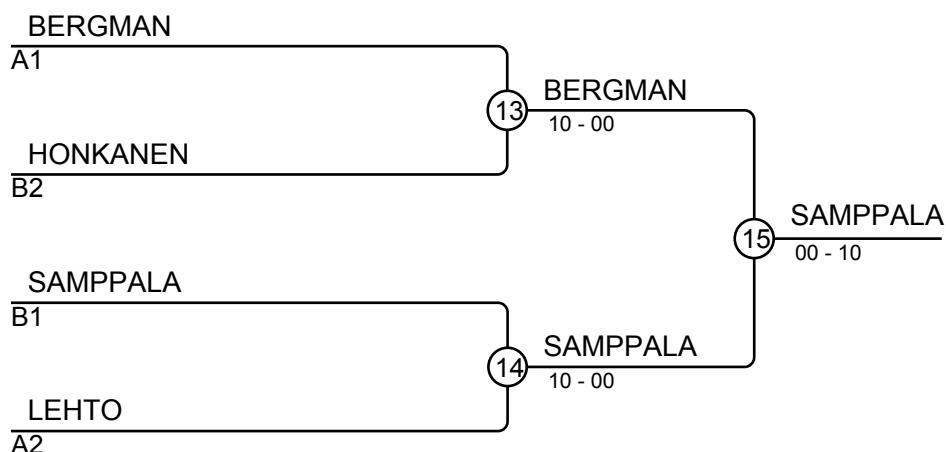 BERGMAN
A1
13
BERGMAN
10 - 00
HONKANEN
B2
15
SAMPPALA
00 - 10
SAMPPALA
B1
14
SAMPPALA
10 - 00
LEHTO
A2